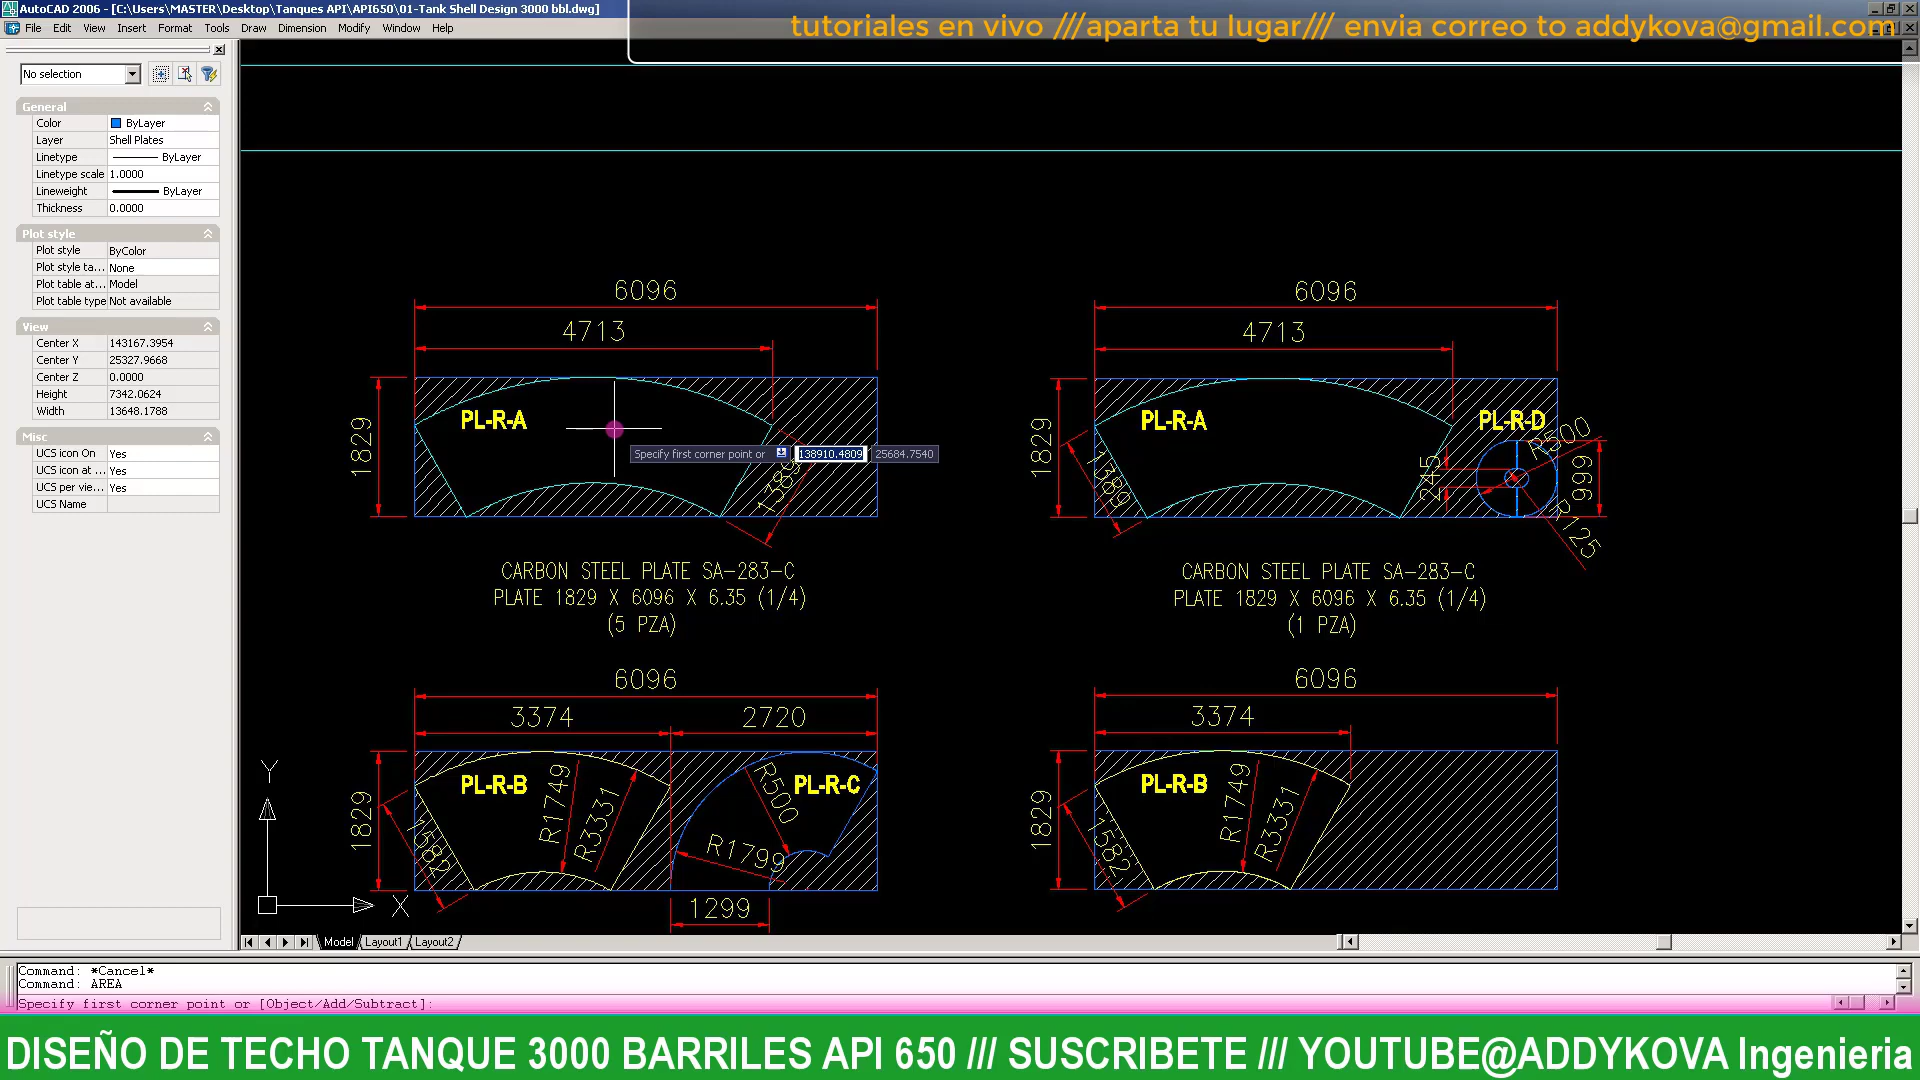 AutoCAD 2006 - [C:\Users\MASTER\Desktop\Tanques API\API650\01-Tank Shell Design 3000 bbl.dwg]
tutoriales en vivo ///aparta tu lugar/// envia correo to addykova@gmail.com
File Edit View Insert Format Tools Draw Dimension Modify Window Help
No selection
General
Color ByLayer
Layer Shell Plates
Linetype ByLayer
Linetype scale 1.0000
Lineweight ByLayer
Thickness 0.0000
Plot style
Plot style ByColor
Plot style ta... None
Plot table at... Model
Plot table type Not available
View
Center X 143167.3954
Center Y 25327.9668
Center Z 0.0000
Height 7342.0624
Width 13648.1788
Misc
UCS icon On Yes
UCS icon at ... Yes
UCS per vie... Yes
UCS Name
6096
4713
1829
PL-R-A
1389
Specify first corner point or 138910.4809 25684.7540
CARBON STEEL PLATE SA-283-C
PLATE 1829 X 6096 X 6.35 (1/4)
(5 PZA)
6096
4713
1829
PL-R-A
1389
PL-R-D
R500
245
999
R125
CARBON STEEL PLATE SA-283-C
PLATE 1829 X 6096 X 6.35 (1/4)
(1 PZA)
6096
3374 2720
1829
PL-R-B
R1749
R3331
1582
PL-R-C
R500
R1799
1299
6096
3374
1829
PL-R-B
R1749
R3331
1582
Y
X
Model Layout1 Layout2
Command: *Cancel*
Command: AREA
Specify first corner point or [Object/Add/Subtract]:
DISEÑO DE TECHO TANQUE 3000 BARRILES API 650 /// SUSCRIBETE /// YOUTUBE@ADDYKOVA Ingenieria